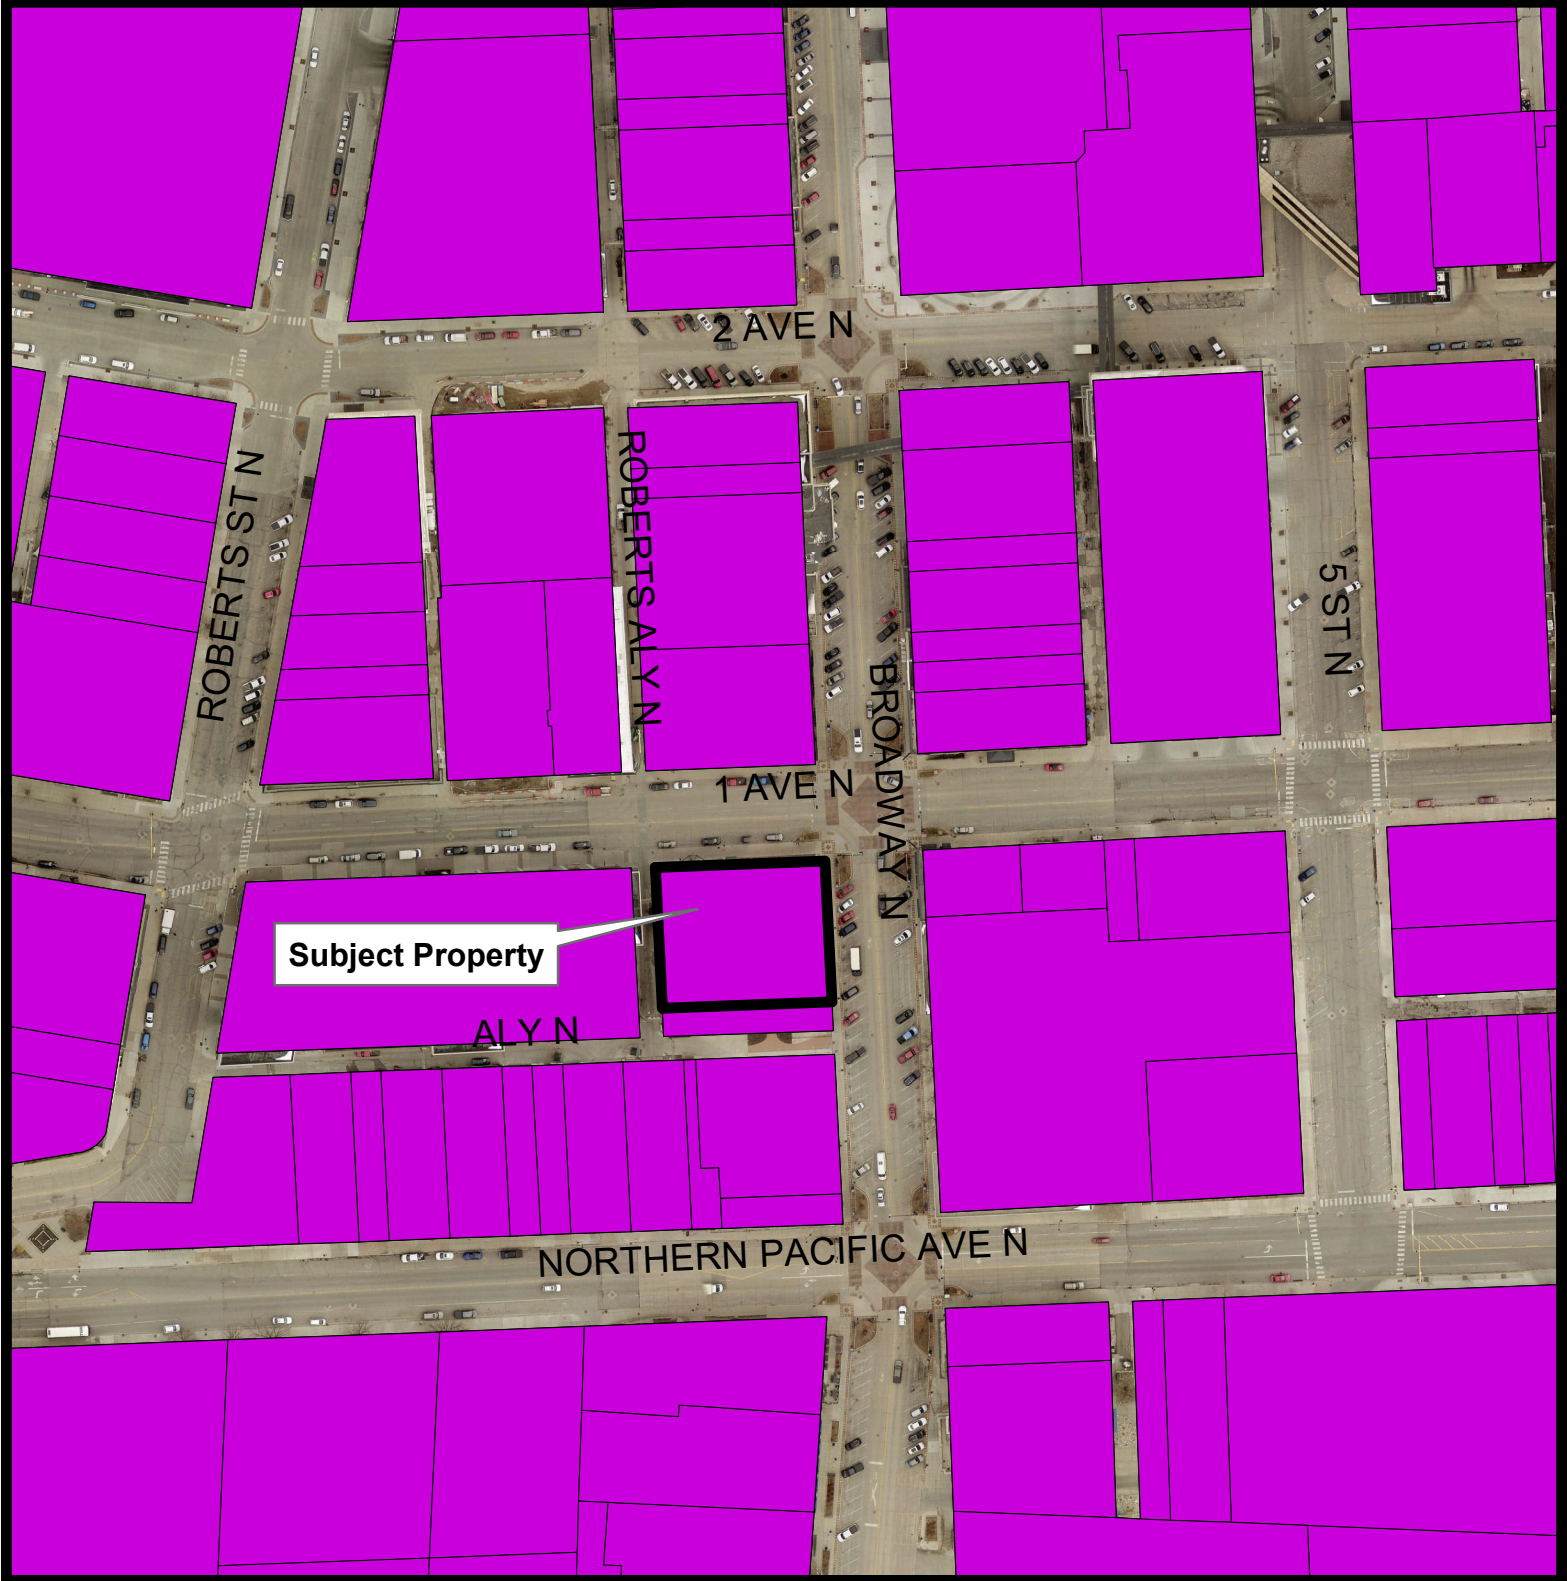 2 AVE N
ROBERTS ST N
ROBERTS ALY N
5 ST N
BROADWAY N
1 AVE N
Subject Property
ALY N
NORTHERN PACIFIC AVE N